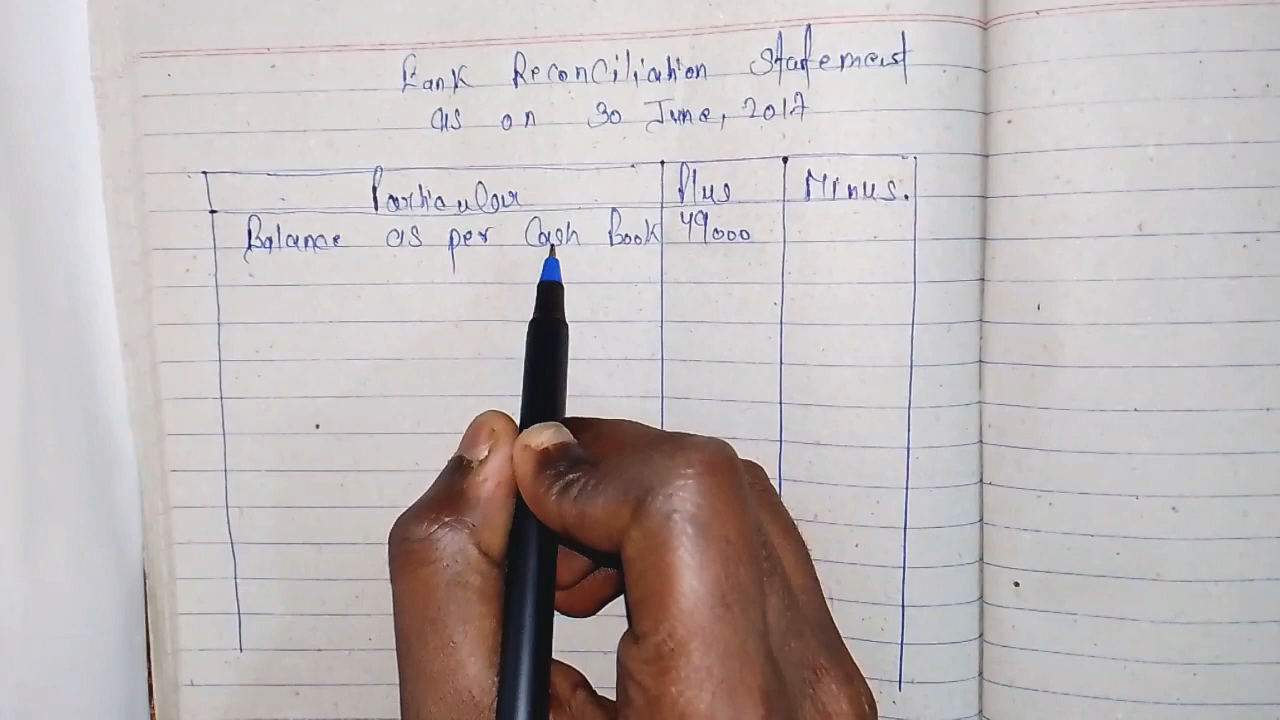 Bank Reconciliation Statement
as on 30 June, 2017
Particular Plus Minus.
Balance as per Cash Book 49000